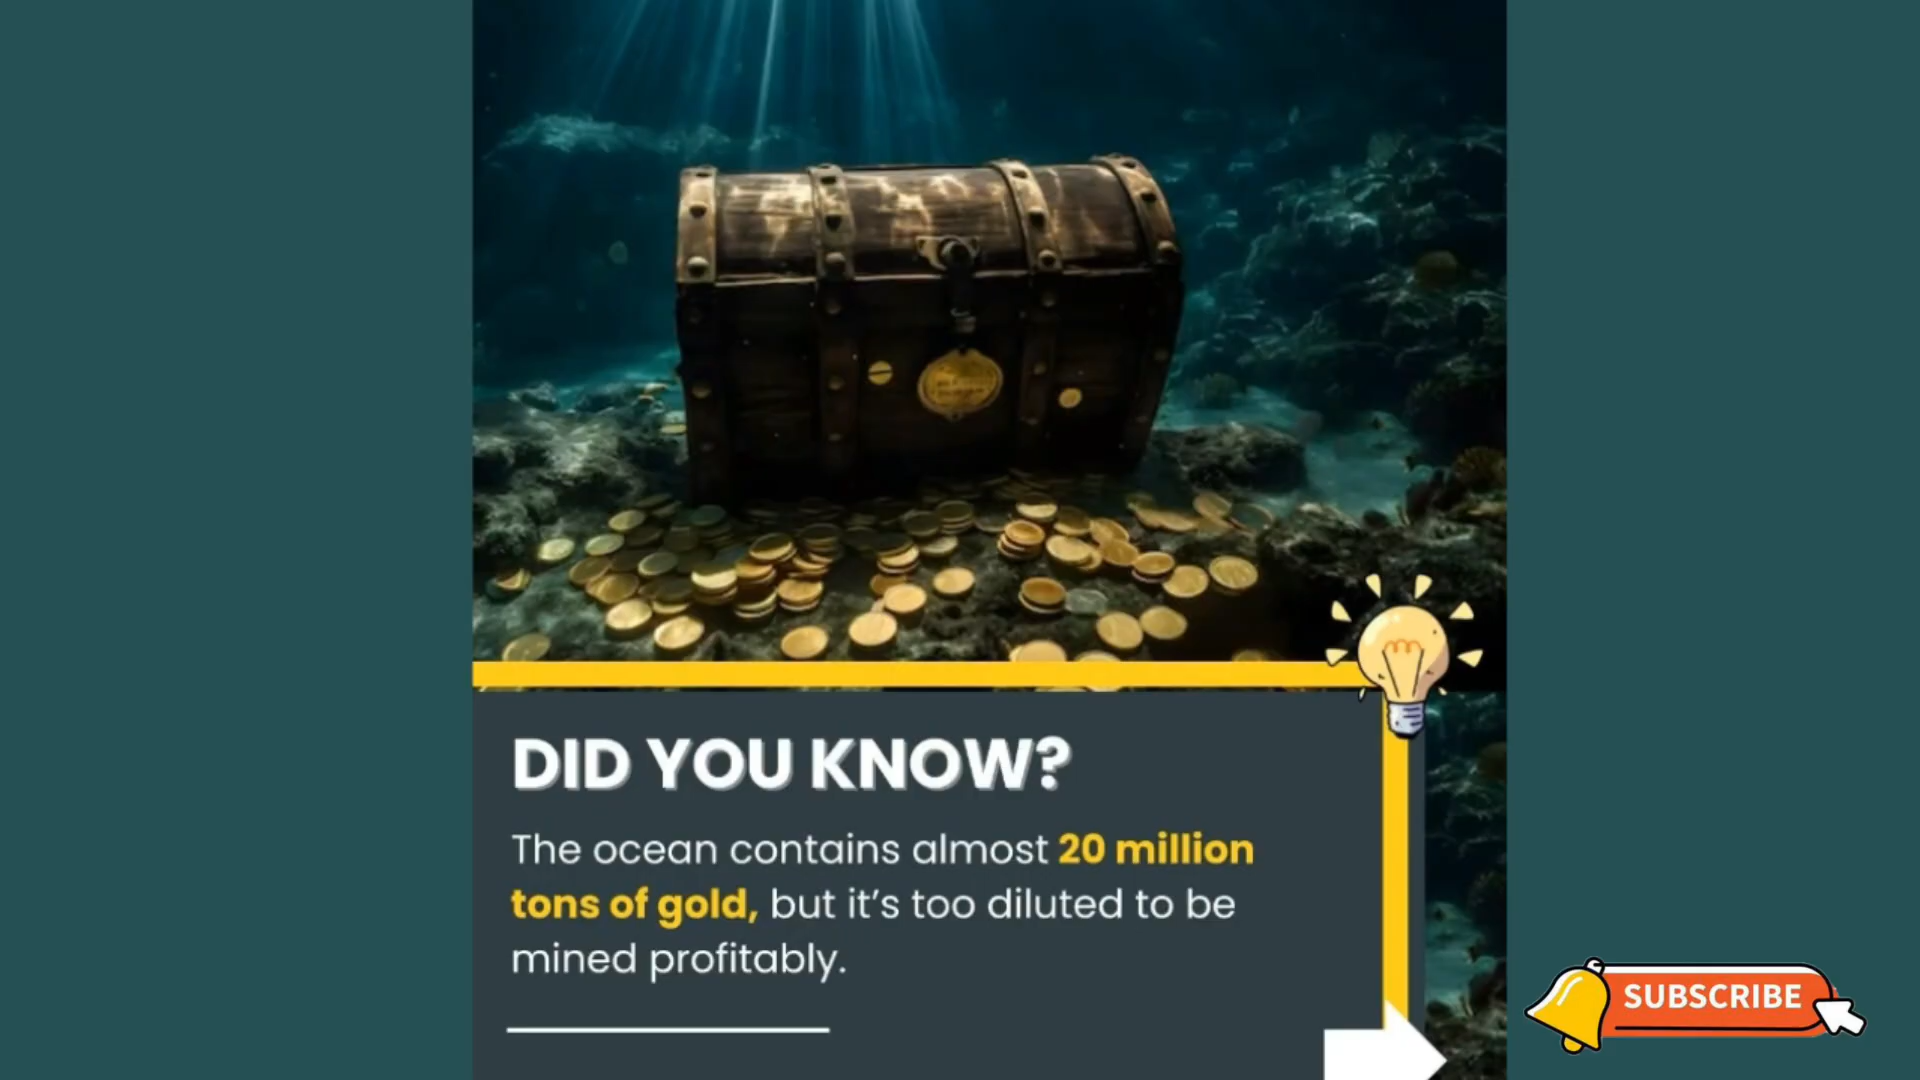 DID YOU KNOW?
The ocean contains almost 20 million
tons of gold, but it’s too diluted to be
mined profitably.
SUBSCRIBE